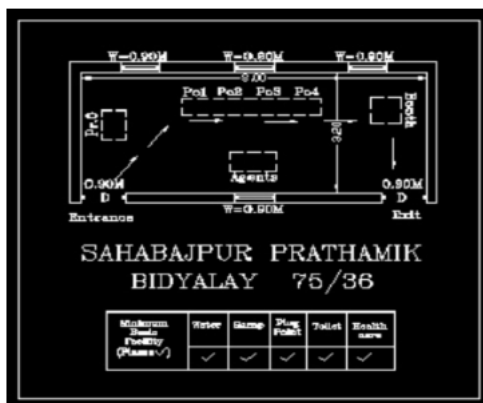 W=0.90M W=0.90M W=0.90M
9.00
Po1 Po2 Po3 Po4
Pr.O
Booth
3.20
Agents
0.90M 0.90M
D D
W=0.90M
Entrance Exit
SAHABAJPUR PRATHAMIK
BIDYALAY 75/36
Minimum Basic Facility (Please✓) Water Ramp Plug Point Toilet Health care
✓ ✓ ✓ ✓ ✓